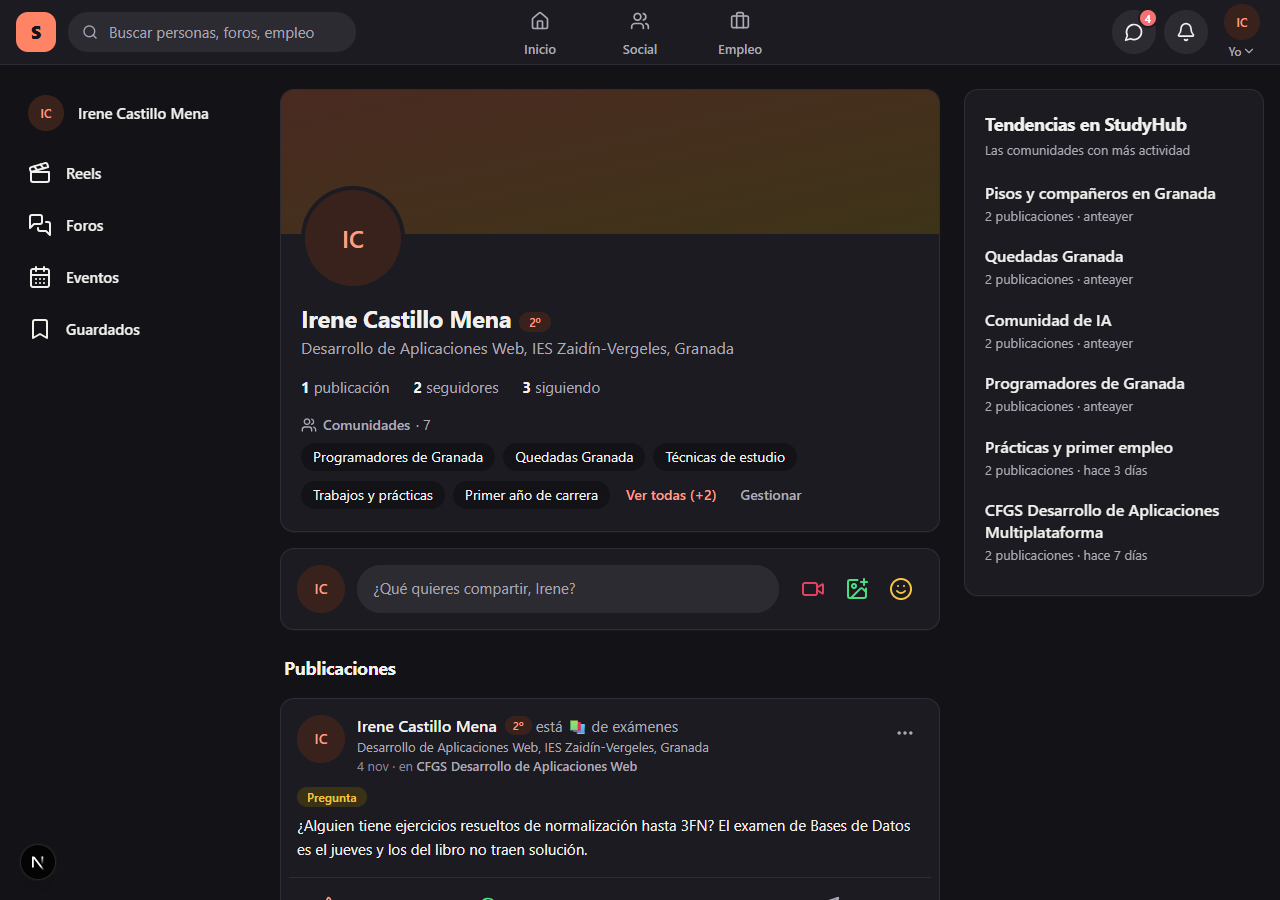 S
Buscar personas, foros, empleo
Inicio
Social
Empleo
4
IC
Yo
IC
Irene Castillo Mena
Reels
Foros
Eventos
Guardados
IC
Irene Castillo Mena 2º
Desarrollo de Aplicaciones Web, IES Zaidín-Vergeles, Granada
1 publicación 2 seguidores 3 siguiendo
Comunidades · 7
Programadores de Granada Quedadas Granada Técnicas de estudio
Trabajos y prácticas Primer año de carrera Ver todas (+2) Gestionar
IC
¿Qué quieres compartir, Irene?
Publicaciones
IC
Irene Castillo Mena 2º está de exámenes
Desarrollo de Aplicaciones Web, IES Zaidín-Vergeles, Granada
4 nov · en CFGS Desarrollo de Aplicaciones Web
Pregunta
¿Alguien tiene ejercicios resueltos de normalización hasta 3FN? El examen de Bases de Datos
es el jueves y los del libro no traen solución.
Tendencias en StudyHub
Las comunidades con más actividad
Pisos y compañeros en Granada
2 publicaciones · anteayer
Quedadas Granada
2 publicaciones · anteayer
Comunidad de IA
2 publicaciones · anteayer
Programadores de Granada
2 publicaciones · anteayer
Prácticas y primer empleo
2 publicaciones · hace 3 días
CFGS Desarrollo de Aplicaciones
Multiplataforma
2 publicaciones · hace 7 días
N